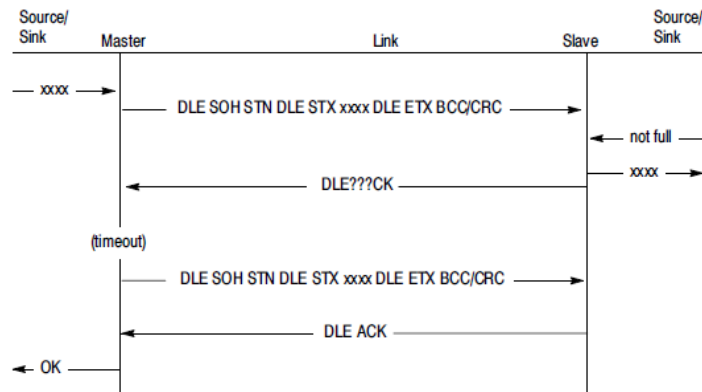 Source/
Sink
Master
Link
Slave
Source/
Sink
xxxx
DLE SOH STN DLE STX xxxx DLE ETX BCC/CRC
not full
xxxx
DLE???CK
(timeout)
DLE SOH STN DLE STX xxxx DLE ETX BCC/CRC
DLE ACK
OK